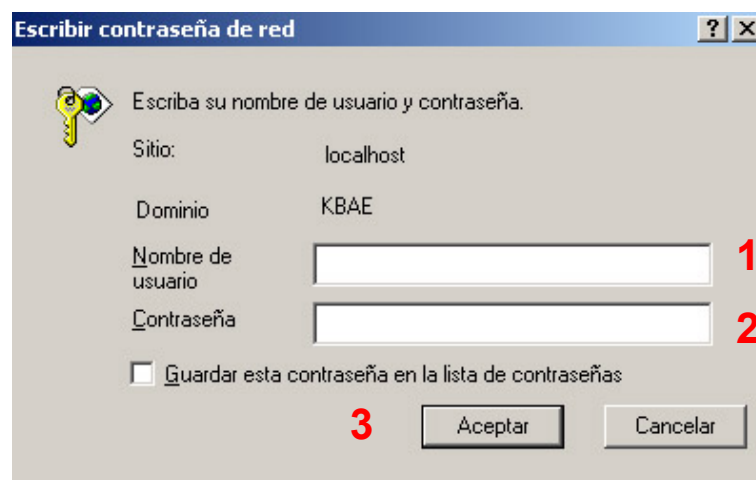 Escribir contraseña de red
Escriba su nombre de usuario y contraseña.
Sitio: localhost
Dominio KBAE
Nombre de
usuario
1
Contraseña
2
Guardar esta contraseña en la lista de contraseñas
3 Aceptar Cancelar